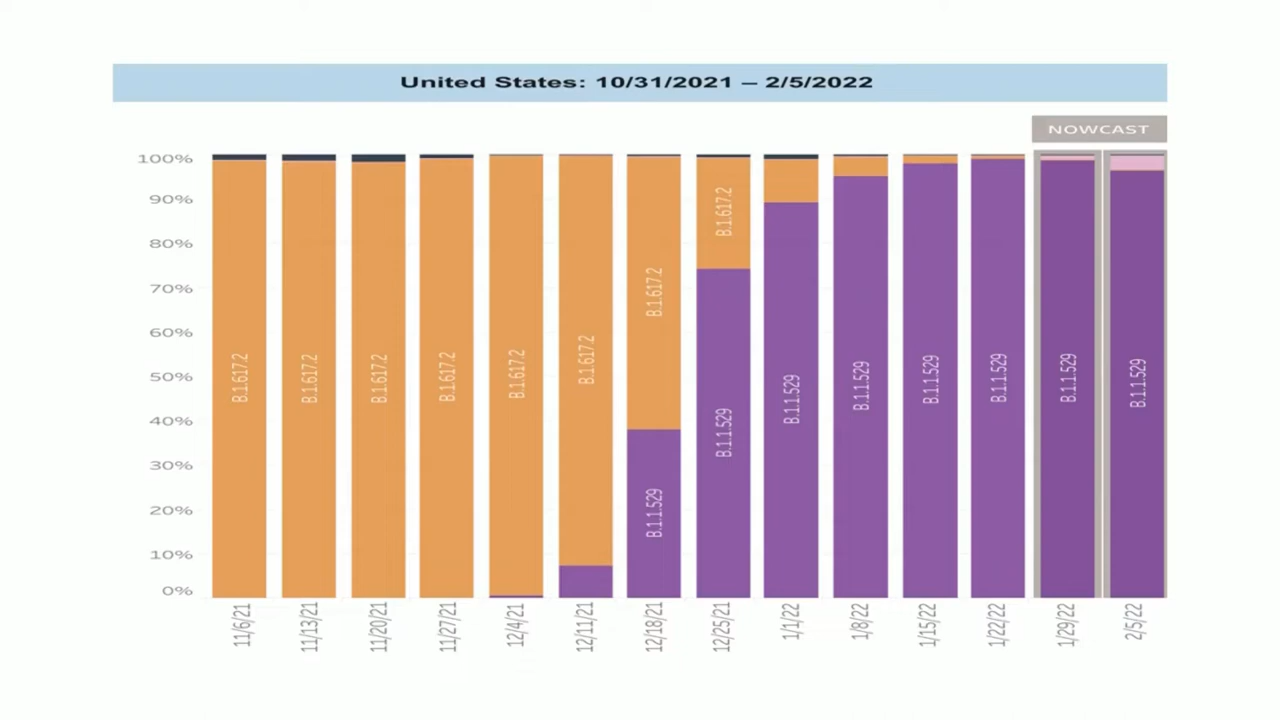 United States: 10/31/2021 – 2/5/2022
NOWCAST
100%
90%
80%
70%
60%
50%
40%
30%
20%
10%
0%
B.1.617.2
B.1.617.2
B.1.617.2
B.1.617.2
B.1.617.2
B.1.617.2
B.1.617.2
B.1.1.529
B.1.617.2
B.1.1.529
B.1.1.529
B.1.1.529
B.1.1.529
B.1.1.529
B.1.1.529
B.1.1.529
11/6/21
11/13/21
11/20/21
11/27/21
12/4/21
12/11/21
12/18/21
12/25/21
1/1/22
1/8/22
1/15/22
1/22/22
1/29/22
2/5/22